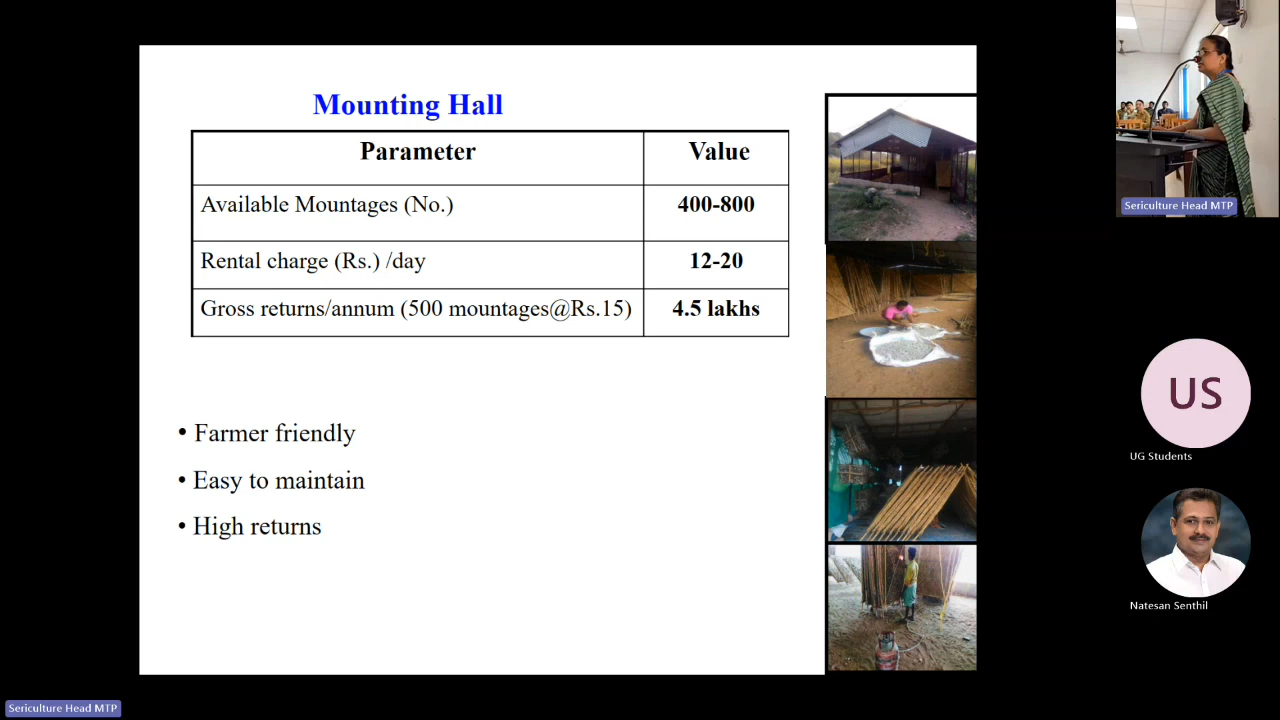 Mounting Hall
Parameter Value
Available Mountages (No.) 400-800
Rental charge (Rs.) /day 12-20
Gross returns/annum (500 mountages@Rs.15) 4.5 lakhs
• Farmer friendly
• Easy to maintain
• High returns
Sericulture Head MTP
US
UG Students
Natesan Senthil
Sericulture Head MTP